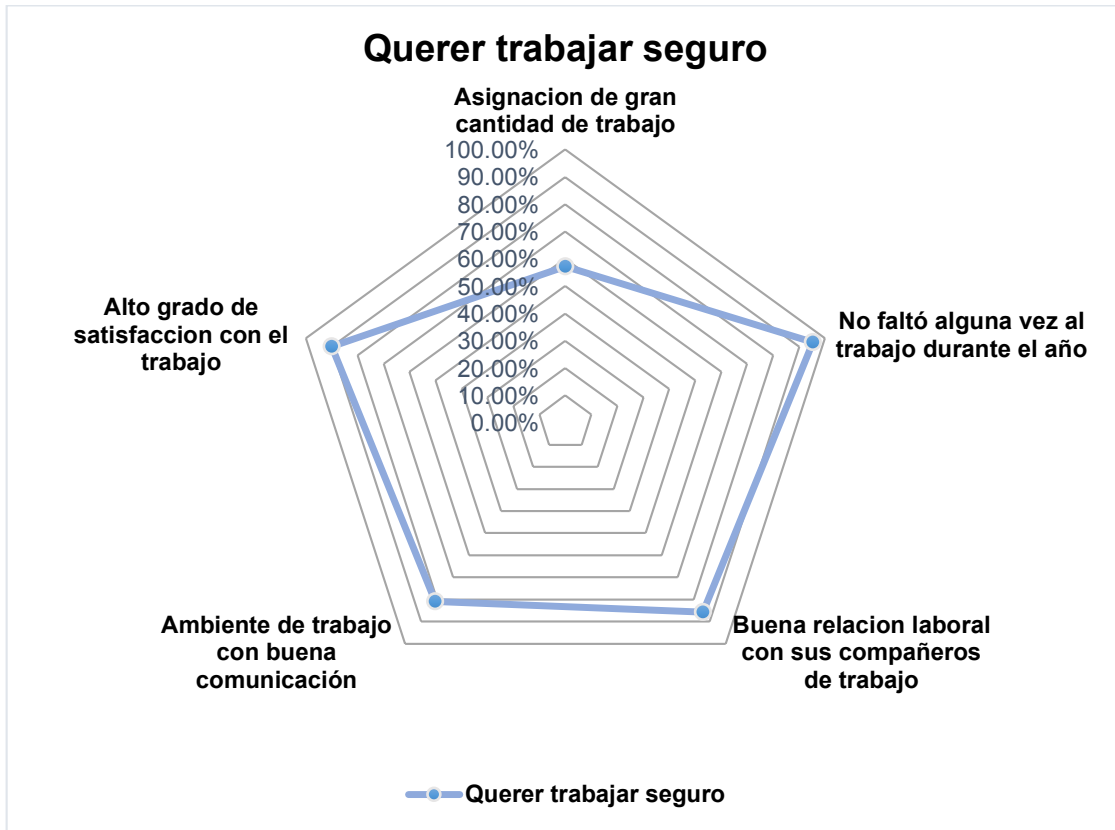 Querer trabajar seguro
Asignacion de gran
cantidad de trabajo
100.00%
90.00%
80.00%
70.00%
60.00%
50.00%
40.00%
30.00%
20.00%
10.00%
0.00%
No faltó alguna vez al
trabajo durante el año
Buena relacion laboral
con sus compañeros
de trabajo
Ambiente de trabajo
con buena
comunicación
Alto grado de
satisfaccion con el
trabajo
Querer trabajar seguro